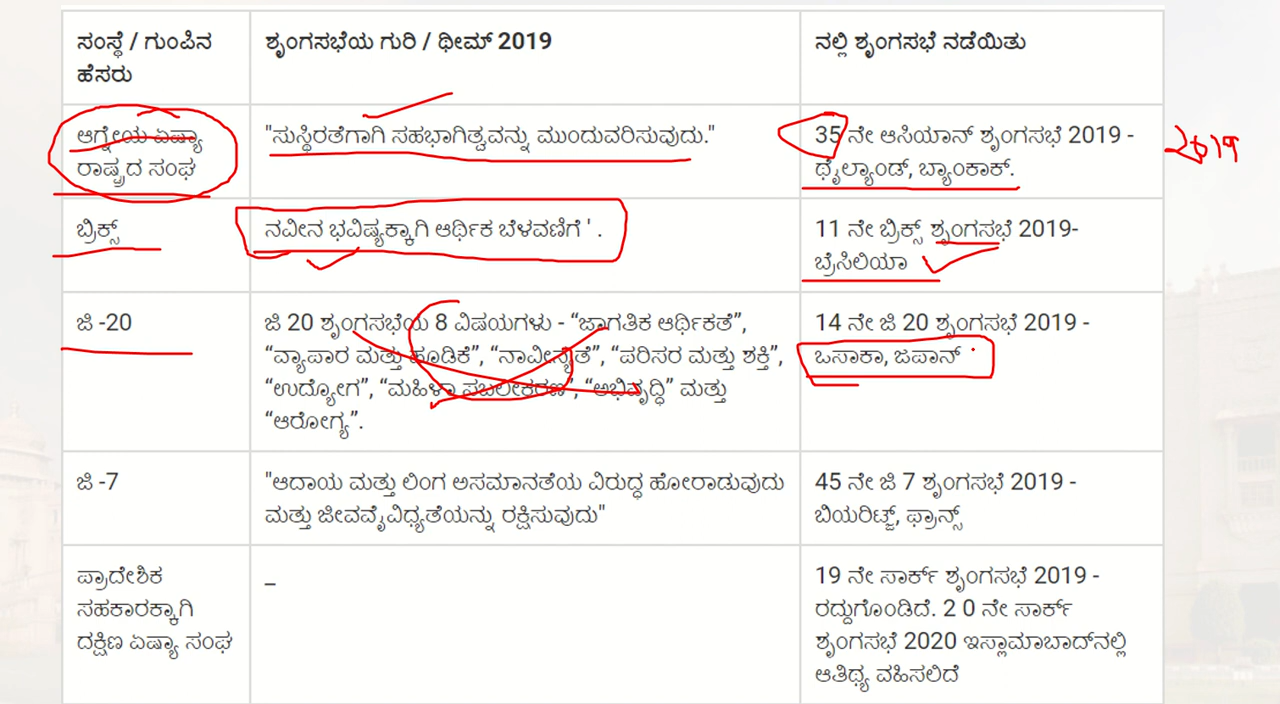 ಸಂಸ್ಥೆ / ಗುಂಪಿನ
ಹೆಸರು
ಶೃಂಗಸಭೆಯ ಗುರಿ / ಥೀಮ್ 2019
ನಲ್ಲಿ ಶೃಂಗಸಭೆ ನಡೆಯಿತು
ಆಗ್ನೇಯ ಏಷ್ಯಾ
ರಾಷ್ಟ್ರದ ಸಂಘ
"ಸುಸ್ಥಿರತೆಗಾಗಿ ಸಹಭಾಗಿತ್ವವನ್ನು ಮುಂದುವರಿಸುವುದು."
35 ನೇ ಆಸಿಯಾನ್ ಶೃಂಗಸಭೆ 2019 -
ಥೈಲ್ಯಾಂಡ್, ಬ್ಯಾಂಕಾಕ್.
2019
ಬ್ರಿಕ್ಸ್
ನವೀನ ಭವಿಷ್ಯಕ್ಕಾಗಿ ಆರ್ಥಿಕ ಬೆಳವಣಿಗೆ ' .
11 ನೇ ಬ್ರಿಕ್ಸ್ ಶೃಂಗಸಭೆ 2019-
ಬ್ರೆಸಿಲಿಯಾ
ಜಿ -20
ಜಿ 20 ಶೃಂಗಸಭೆಯ 8 ವಿಷಯಗಳು - “ಜಾಗತಿಕ ಆರ್ಥಿಕತೆ”,
“ವ್ಯಾಪಾರ ಮತ್ತು ಹೂಡಿಕೆ”, “ನಾವೀನ್ಯತೆ”, “ಪರಿಸರ ಮತ್ತು ಶಕ್ತಿ”,
“ಉದ್ಯೋಗ”, “ಮಹಿಳಾ ಸಬಲೀಕರಣ”, “ಅಭಿವೃದ್ಧಿ” ಮತ್ತು
“ಆರೋಗ್ಯ”.
14 ನೇ ಜಿ 20 ಶೃಂಗಸಭೆ 2019 -
ಒಸಾಕಾ, ಜಪಾನ್
ಜಿ -7
"ಆದಾಯ ಮತ್ತು ಲಿಂಗ ಅಸಮಾನತೆಯ ವಿರುದ್ಧ ಹೋರಾಡುವುದು
ಮತ್ತು ಜೀವವೈವಿಧ್ಯತೆಯನ್ನು ರಕ್ಷಿಸುವುದು"
45 ನೇ ಜಿ 7 ಶೃಂಗಸಭೆ 2019 -
ಬಿಯರಿಟ್ಜ್, ಫ್ರಾನ್ಸ್
ಪ್ರಾದೇಶಿಕ
ಸಹಕಾರಕ್ಕಾಗಿ
ದಕ್ಷಿಣ ಏಷ್ಯಾ ಸಂಘ
_
19 ನೇ ಸಾರ್ಕ್ ಶೃಂಗಸಭೆ 2019 -
ರದ್ದುಗೊಂಡಿದೆ. 2 0 ನೇ ಸಾರ್ಕ್
ಶೃಂಗಸಭೆ 2020 ಇಸ್ಲಾಮಾಬಾದ್‌ನಲ್ಲಿ
ಆತಿಥ್ಯ ವಹಿಸಲಿದೆ